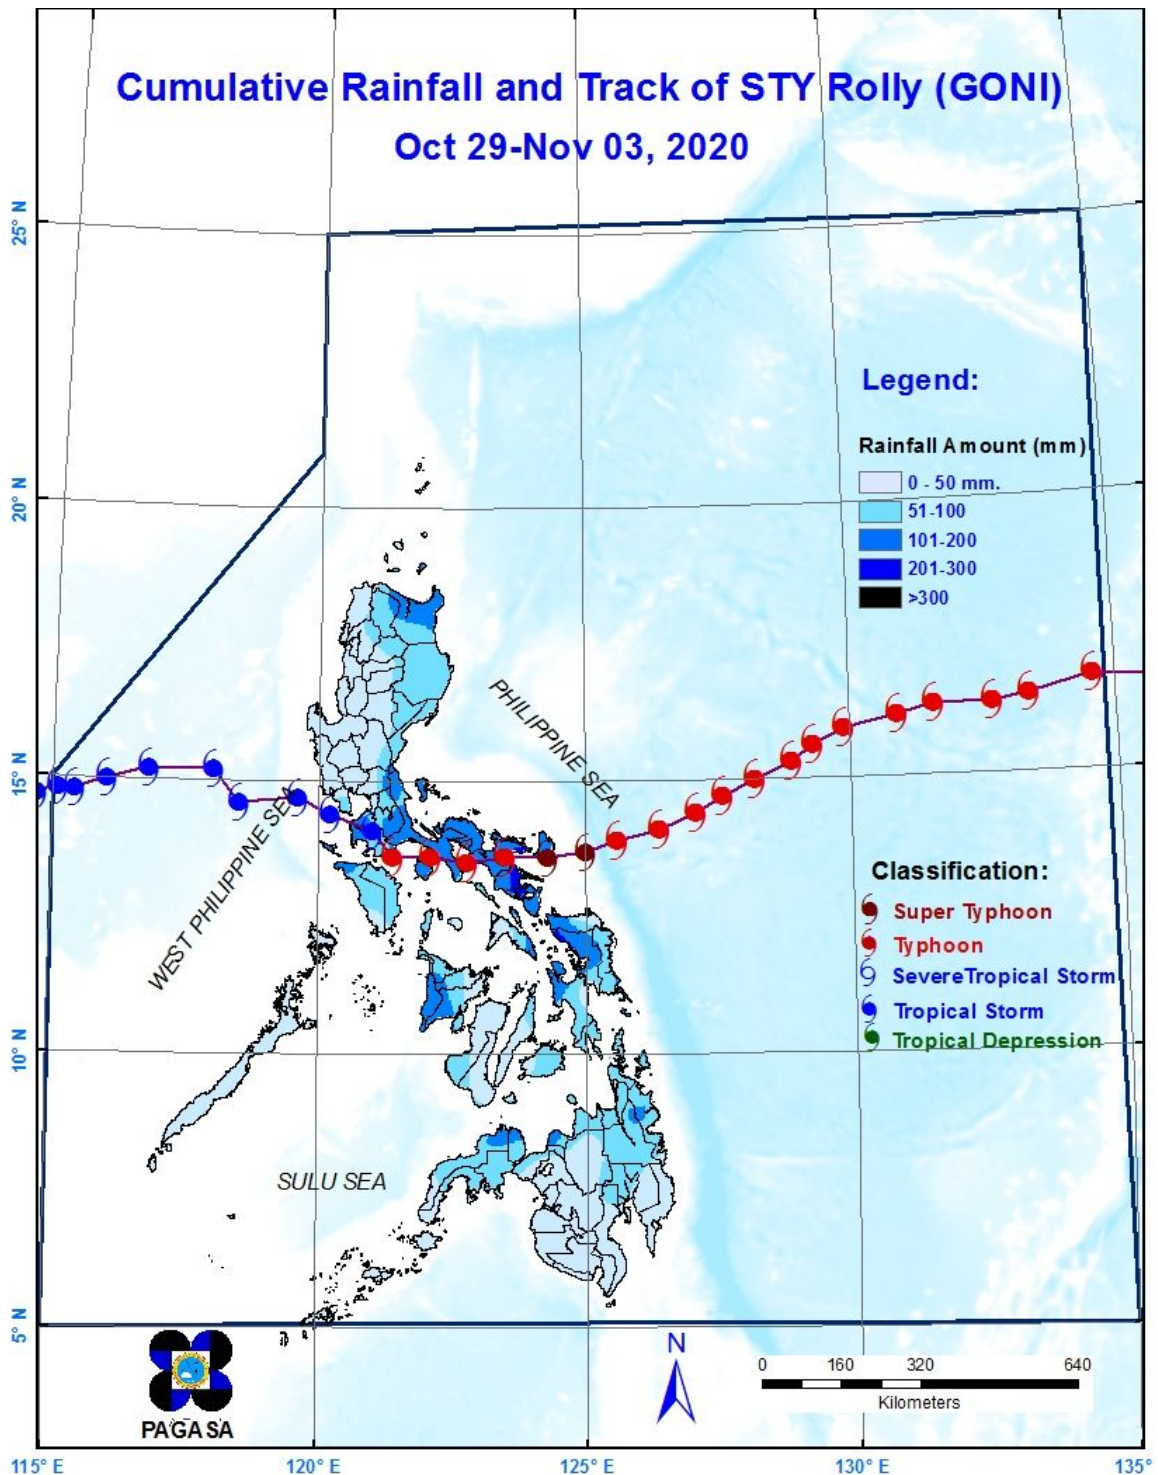 Cumulative Rainfall and Track of STY Rolly (GONI)
Oct 29-Nov 03, 2020
25° N
20° N
15° N
10° N
5° N
Legend:
Rainfall Amount (mm)
0 - 50 mm.
51-100
101-200
201-300
>300
PHILIPPINE SEA
WEST PHILIPPINE SEA
SULU SEA
Classification:
Super Typhoon
Typhoon
SevereTropical Storm
Tropical Storm
Tropical Depression
PAGASA
N
0 160 320 640
Kilometers
115° E 120° E 125° E 130° E 135°